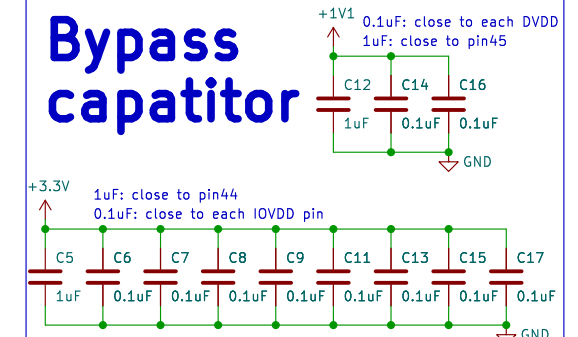 Bypass
capatitor
+1V1
0.1uF: close to each DVDD
1uF: close to pin45
C12 C14 C16
1uF 0.1uF 0.1uF
GND
+3.3V
1uF: close to pin44
0.1uF: close to each IOVDD pin
C5 C6 C7 C8 C9 C11 C13 C15 C17
1uF 0.1uF 0.1uF 0.1uF 0.1uF 0.1uF 0.1uF 0.1uF 0.1uF
GND